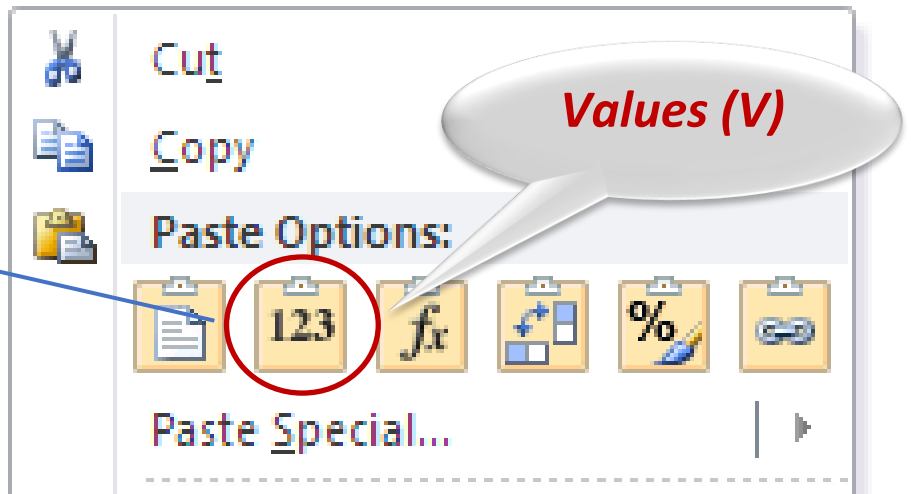 Cut
Values (V)
Copy
Paste Options:
123 fx %
Paste Special...